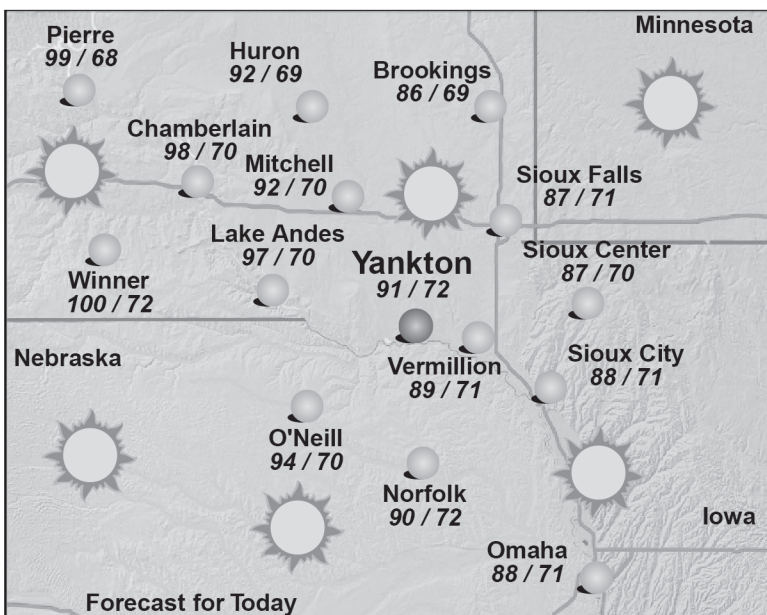 Pierre
99 / 68
Huron
92 / 69
Brookings
86 / 69
Minnesota
Chamberlain
98 / 70
Mitchell
92 / 70
Sioux Falls
87 / 71
Lake Andes
97 / 70
Yankton
91 / 72
Sioux Center
87 / 70
Winner
100 / 72
Nebraska
Vermillion
89 / 71
Sioux City
88 / 71
O'Neill
94 / 70
Norfolk
90 / 72
Iowa
Omaha
88 / 71
Forecast for Today